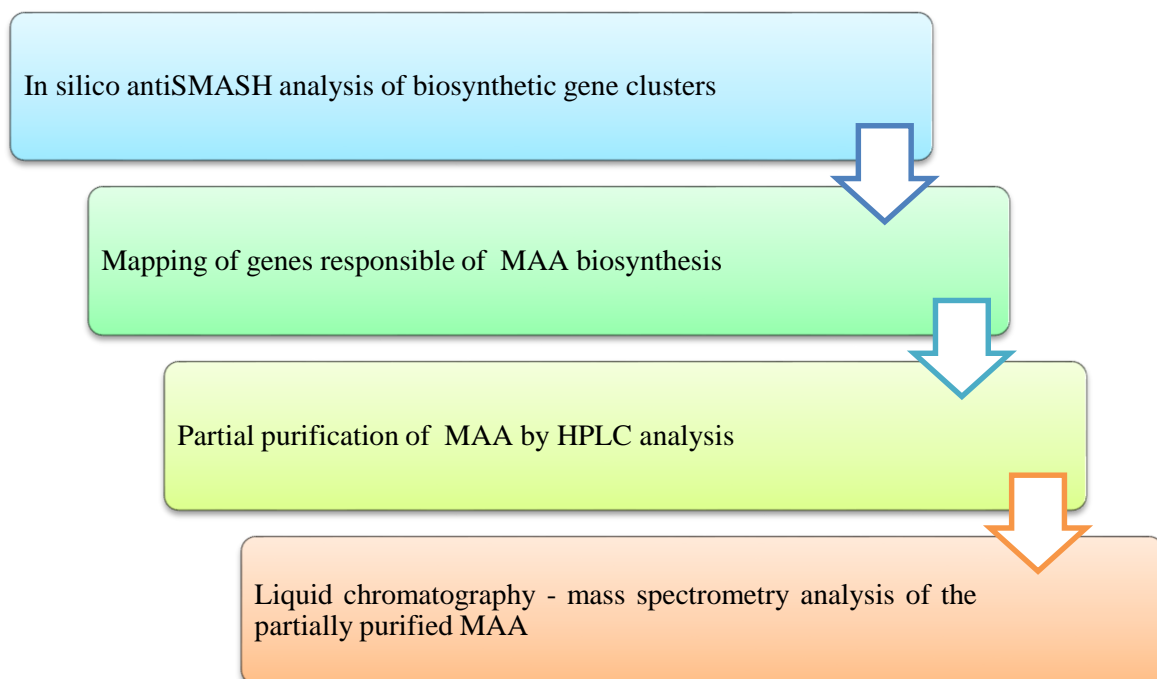 In silico antiSMASH analysis of biosynthetic gene clusters
Mapping of genes responsible of MAA biosynthesis
Partial purification of MAA by HPLC analysis
Liquid chromatography - mass spectrometry analysis of the
partially purified MAA